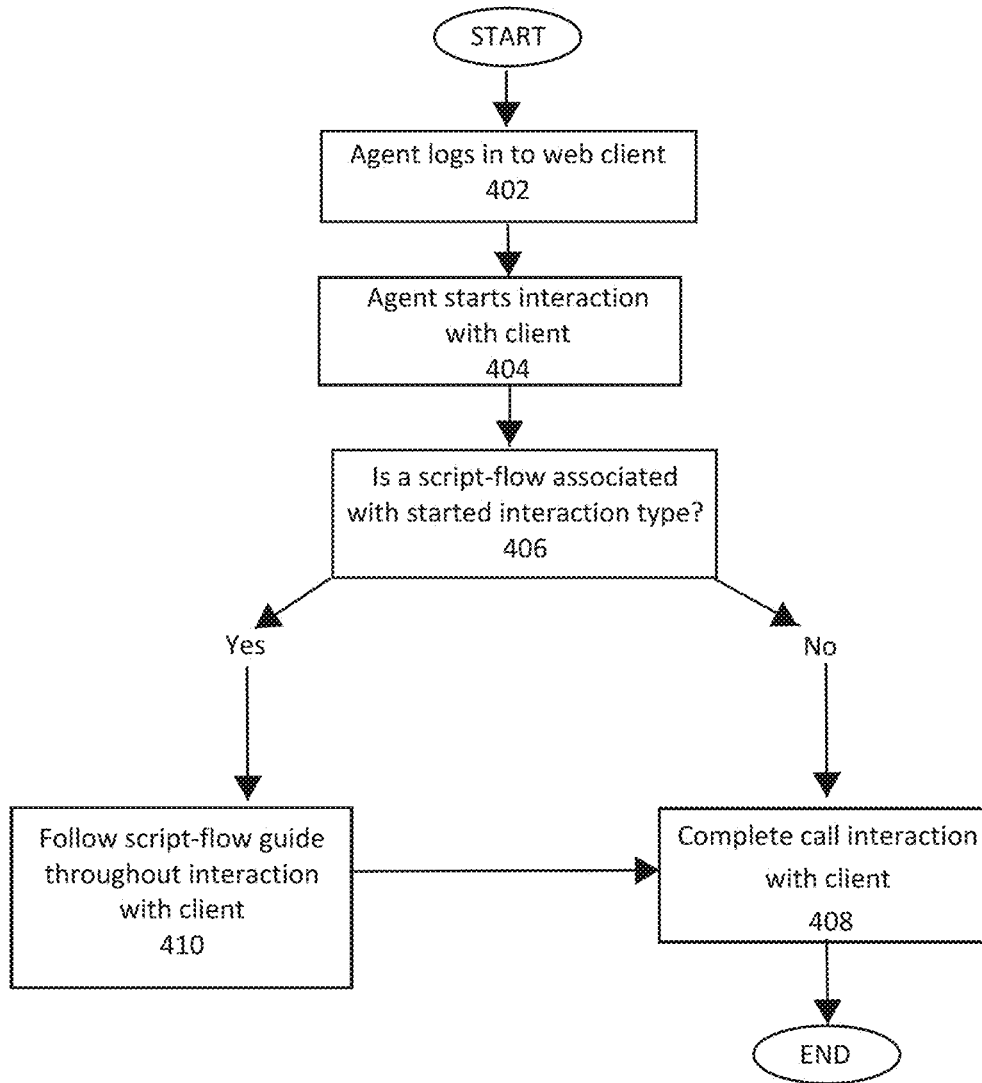 START
Agent logs in to web client
402
Agent starts interaction
with client
404
Is a script-flow associated
with started interaction type?
406
Yes
No
Follow script-flow guide
throughout interaction
with client
410
Complete call interaction
with client
408
END